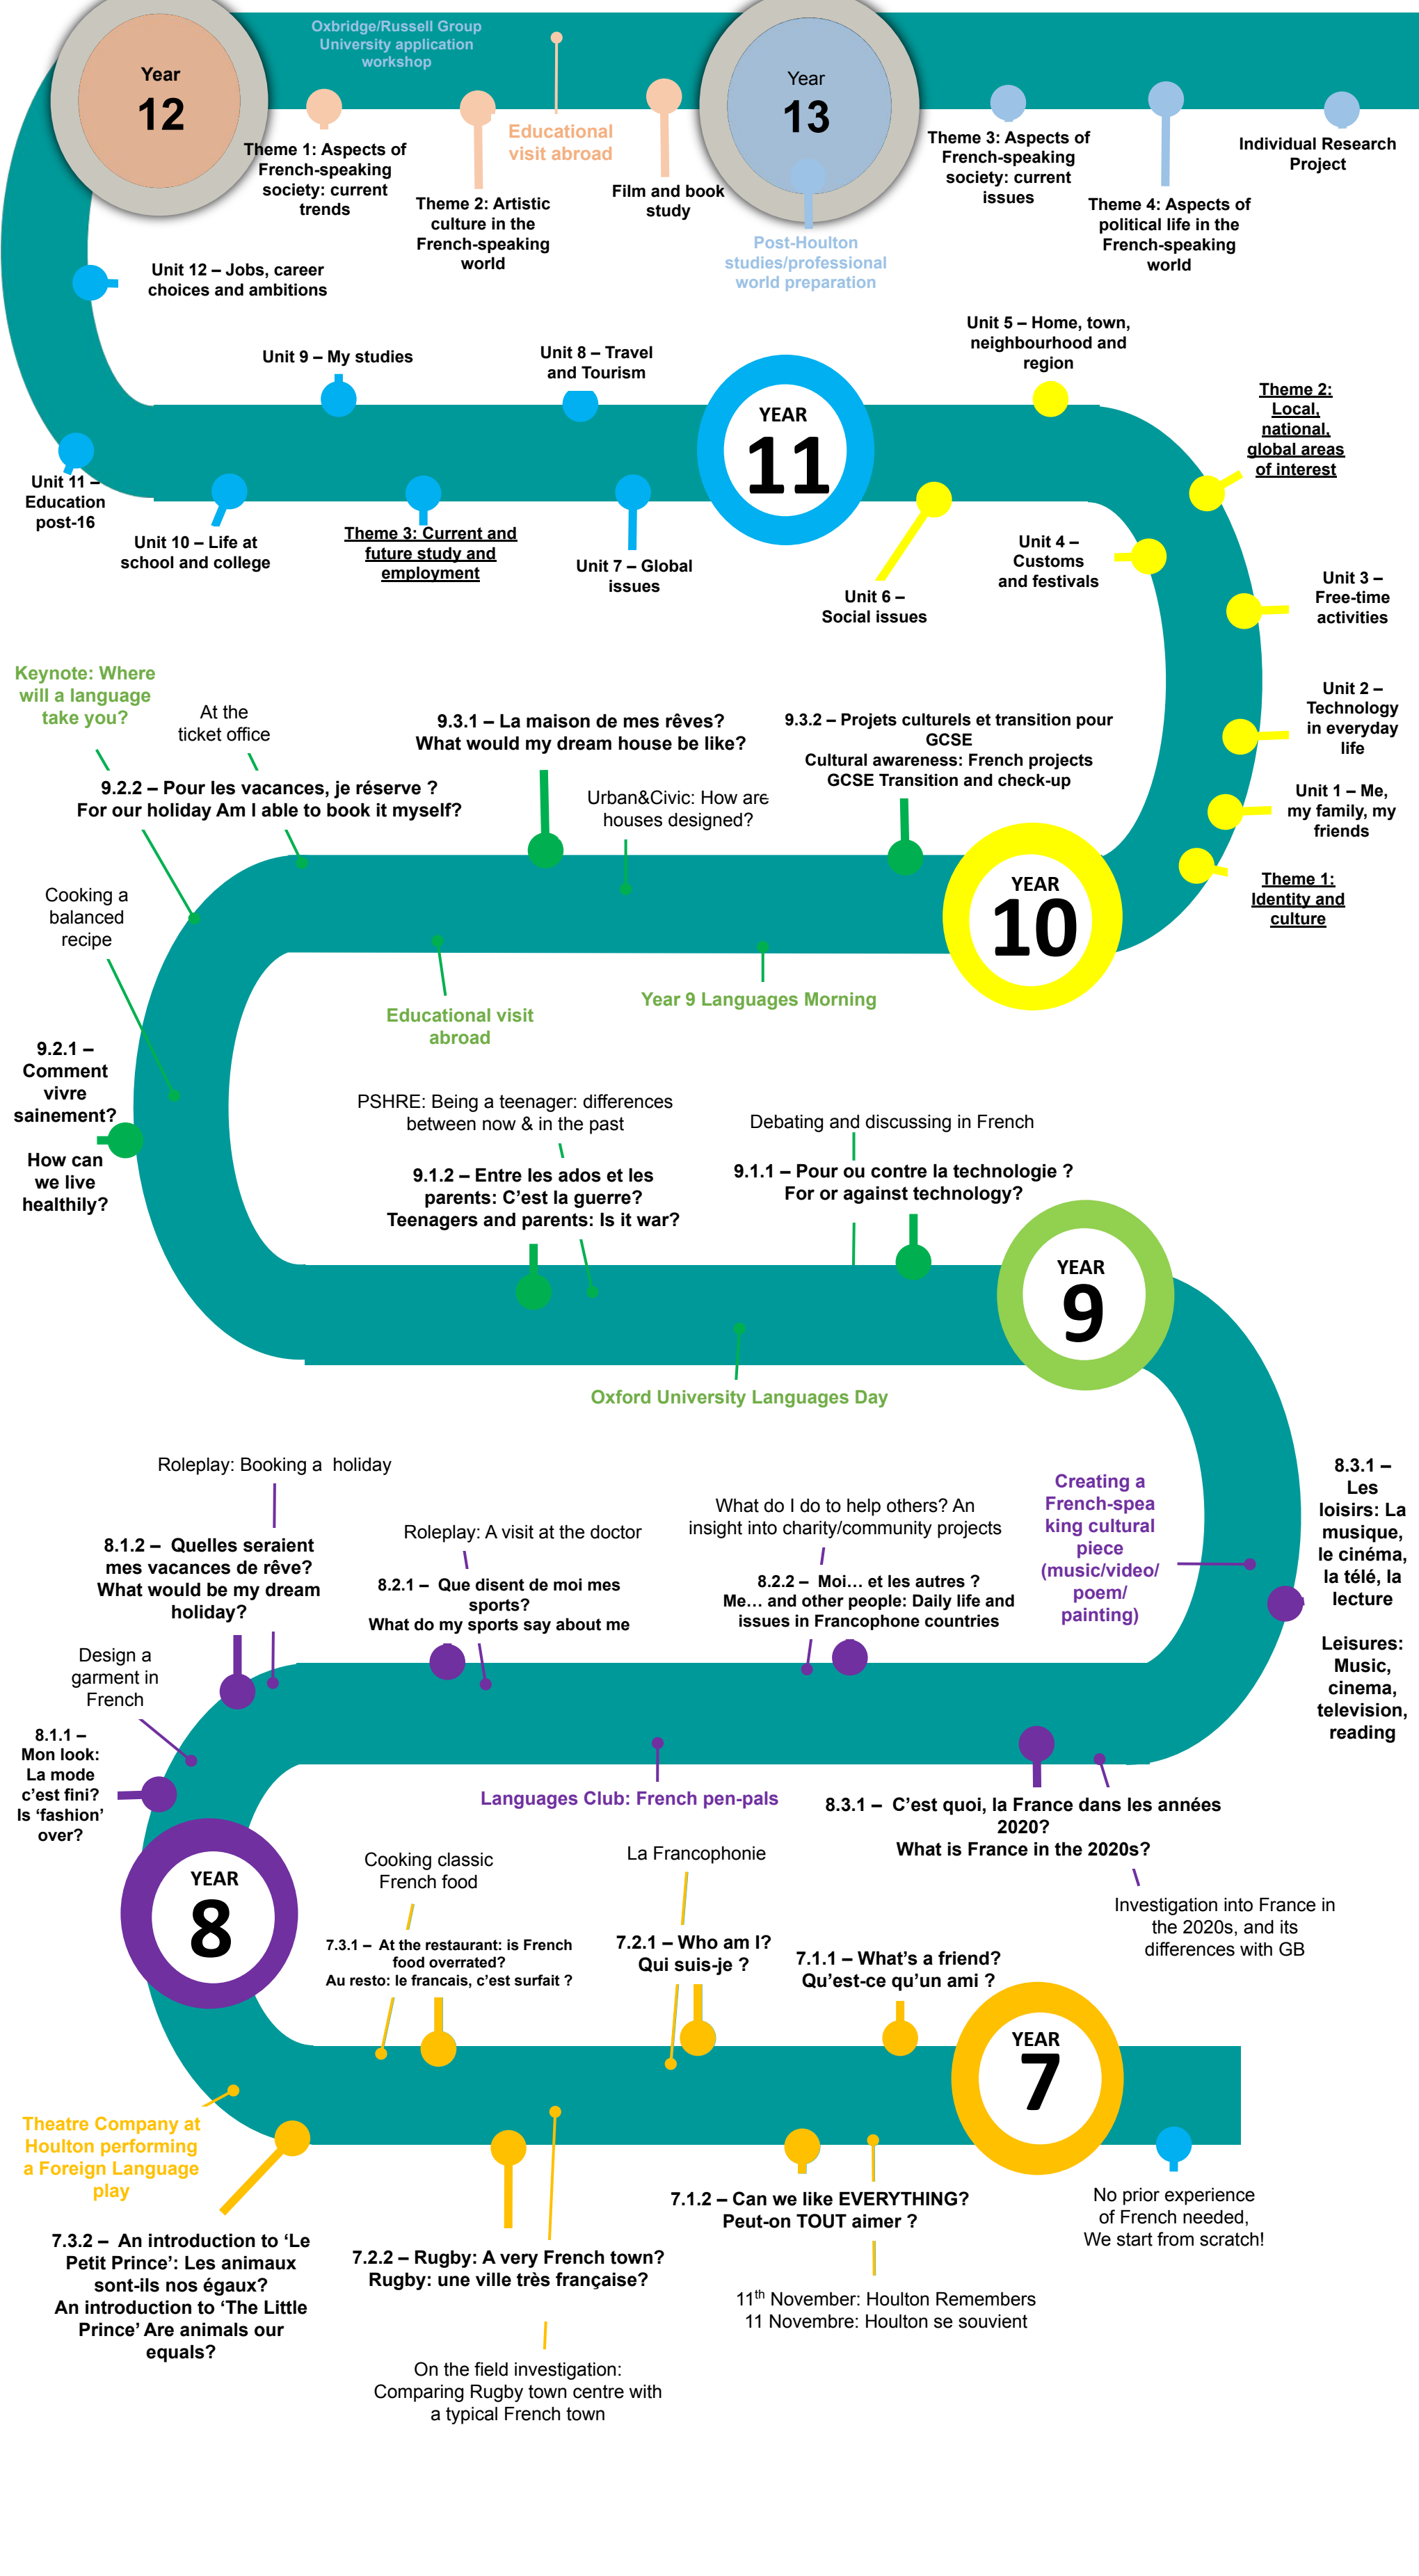 Oxbridge/Russell Group
University application
workshop
Year
12
Year
13
Theme 1: Aspects of
French-speaking
society: current
trends
Theme 2: Artistic
culture in the
French-speaking
world
Educational
visit abroad
Film and book
study
Post-Houlton
studies/professional
world preparation
Theme 3: Aspects of
French-speaking
society: current
issues
Theme 4: Aspects of
political life in the
French-speaking
world
Individual Research
Project
Unit 12 – Jobs, career
choices and ambitions
Unit 9 – My studies
Unit 8 – Travel
and Tourism
Unit 5 – Home, town,
neighbourhood and
region
YEAR
11
Theme 2:
Local,
national,
global areas
of interest
Unit 11 –
Education
post-16
Unit 10 – Life at
school and college
Theme 3: Current and
future study and
employment
Unit 7 – Global
issues
Unit 6 –
Social issues
Unit 4 –
Customs
and festivals
Unit 3 –
Free-time
activities
Unit 2 –
Technology
in everyday
life
Unit 1 – Me,
my family, my
friends
Theme 1:
Identity and
culture
Keynote: Where
will a language
take you?
At the
ticket office
9.2.2 – Pour les vacances, je réserve ?
For our holiday Am I able to book it myself?
9.3.1 – La maison de mes rêves?
What would my dream house be like?
Urban&Civic: How are
houses designed?
9.3.2 – Projets culturels et transition pour
GCSE
Cultural awareness: French projects
GCSE Transition and check-up
YEAR
10
Cooking a
balanced
recipe
Educational visit
abroad
Year 9 Languages Morning
9.2.1 –
Comment
vivre
sainement?
How can
we live
healthily?
PSHRE: Being a teenager: differences
between now & in the past
9.1.2 – Entre les ados et les
parents: C’est la guerre?
Teenagers and parents: Is it war?
Debating and discussing in French
9.1.1 – Pour ou contre la technologie ?
For or against technology?
YEAR
9
Oxford University Languages Day
Roleplay: Booking a holiday
8.1.2 – Quelles seraient
mes vacances de rêve?
What would be my dream
holiday?
Roleplay: A visit at the doctor
8.2.1 – Que disent de moi mes
sports?
What do my sports say about me
What do I do to help others? An
insight into charity/community projects
8.2.2 – Moi… et les autres ?
Me… and other people: Daily life and
issues in Francophone countries
Creating a
French-spea
king cultural
piece
(music/video/
poem/
painting)
8.3.1 –
Les
loisirs: La
musique,
le cinéma,
la télé, la
lecture
Leisures:
Music,
cinema,
television,
reading
Design a
garment in
French
8.1.1 –
Mon look:
La mode
c’est fini?
Is ‘fashion’
over?
Languages Club: French pen-pals
8.3.1 – C’est quoi, la France dans les années
2020?
What is France in the 2020s?
Investigation into France in
the 2020s, and its
differences with GB
YEAR
8
Cooking classic
French food
7.3.1 – At the restaurant: is French
food overrated?
Au resto: le francais, c’est surfait ?
La Francophonie
7.2.1 – Who am I?
Qui suis-je ?
7.1.1 – What’s a friend?
Qu’est-ce qu’un ami ?
YEAR
7
Theatre Company at
Houlton performing
a Foreign Language
play
7.3.2 – An introduction to ‘Le
Petit Prince’: Les animaux
sont-ils nos égaux?
An introduction to ‘The Little
Prince’ Are animals our
equals?
7.2.2 – Rugby: A very French town?
Rugby: une ville très française?
On the field investigation:
Comparing Rugby town centre with
a typical French town
7.1.2 – Can we like EVERYTHING?
Peut-on TOUT aimer ?
11th November: Houlton Remembers
11 Novembre: Houlton se souvient
No prior experience
of French needed,
We start from scratch!